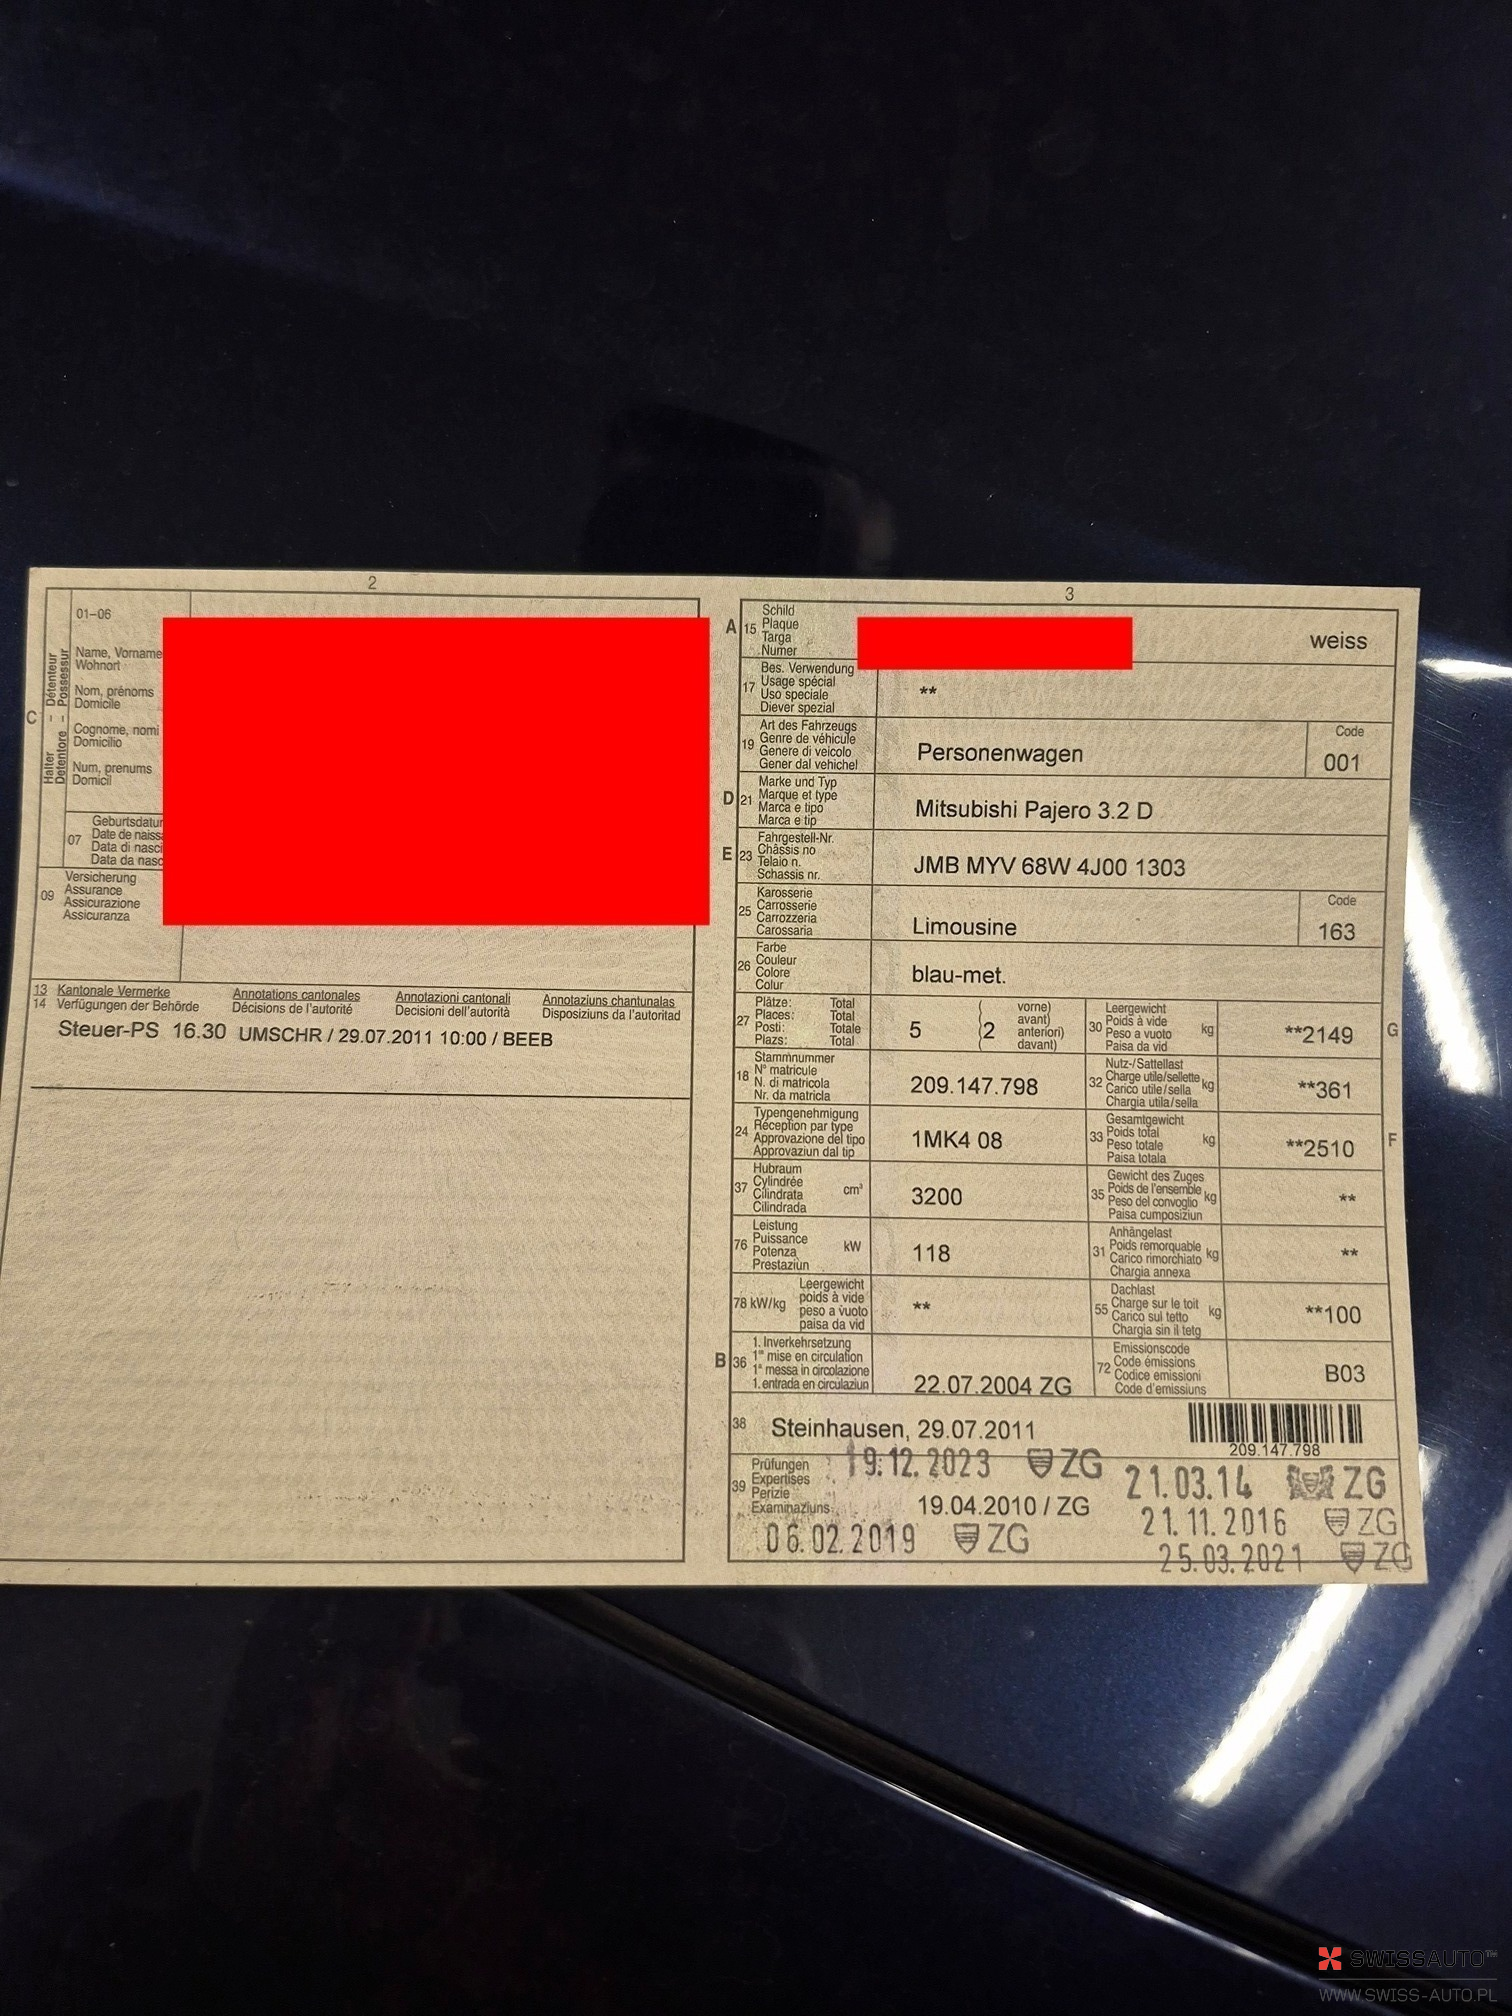 2
01–06
Halter – Détenteur
Detentore – Possessur
C
Name, Vorname
Wohnort
Nom, prénoms
Domicile
Cognome, nomi
Domicilio
Num, prenums
Domicil
07
Geburtsdatu
Date de naiss
Data di nasci
Data da nasc
09
Versicherung
Assurance
Assicurazione
Assicuranza
13 Kantonale Vermerke Annotations cantonales Annotazioni cantonali Annotaziuns chantunalas
14 Verfügungen der Behörde Décisions de l'autorité Decisioni dell'autorità Disposiziuns da l'autoritad
Steuer-PS 16.30 UMSCHR / 29.07.2011 10:00 / BEEB
3
A 15
Schild
Plaque
Targa
Numer
weiss
17
Bes. Verwendung
Usage spécial
Uso speciale
Diever spezial
**
19
Art des Fahrzeugs
Genre de véhicule
Genere di veicolo
Gener dal vehichel
Personenwagen
Code
001
D 21
Marke und Typ
Marque et type
Marca e tipo
Marca e tip
Mitsubishi Pajero 3.2 D
E 23
Fahrgestell-Nr.
Châssis no
Telaio n.
Schassis nr.
JMB MYV 68W 4J00 1303
25
Karosserie
Carrosserie
Carrozzeria
Carossaria
Limousine
Code
163
26
Farbe
Couleur
Colore
Colur
blau-met.
27
Plätze: Total
Places: Total
Posti: Totale
Plazs: Total
5 (2
vorne)
avant)
anteriori)
davant)
30
Leergewicht
Poids à vide
Peso a vuoto
Paisa da vid
kg
**2149
G
18
Stammnummer
N° matricule
N. di matricola
Nr. da matricla
209.147.798
32
Nutz-/Sattellast
Charge utile/sellette
Carico utile/sella
Chargia utila/sella
kg
**361
24
Typengenehmigung
Réception par type
Approvazione del tipo
Approvaziun dal tip
1MK4 08
33
Gesamtgewicht
Poids total
Peso totale
Paisa totala
kg
**2510
F
37
Hubraum
Cylindrée
Cilindrata
Cilindrada
cm³
3200
35
Gewicht des Zuges
Poids de l'ensemble
Peso del convoglio
Paisa cumposiziun
kg
**
76
Leistung
Puissance
Potenza
Prestaziun
kW
118
31
Anhängelast
Poids remorquable
Carico rimorchiato
Chargia annexa
kg
**
78 kW/kg
Leergewicht
poids à vide
peso a vuoto
paisa da vid
**
55
Dachlast
Charge sur le toit
Carico sul tetto
Chargia sin il tetg
kg
**100
B 36
1. Inverkehrsetzung
1re mise en circulation
1a messa in circolazione
1. entrada en circulaziun
22.07.2004 ZG
72
Emissionscode
Code émissions
Codice emissioni
Code d'emissiuns
B03
38
Steinhausen, 29.07.2011
209.147.798
39
Prüfungen
Expertises
Perizie
Examinaziuns
19.12.2023 ZG
21.03.14 ZG
19.04.2010 / ZG
21.11.2016 ZG
06.02.2019 ZG
25.03.2021 ZG
SWISSAUTO™
WWW.SWISS-AUTO.PL